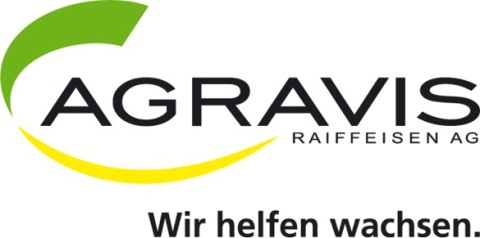 AGRAVIS
RAIFFEISEN AG
Wir helfen wachsen.